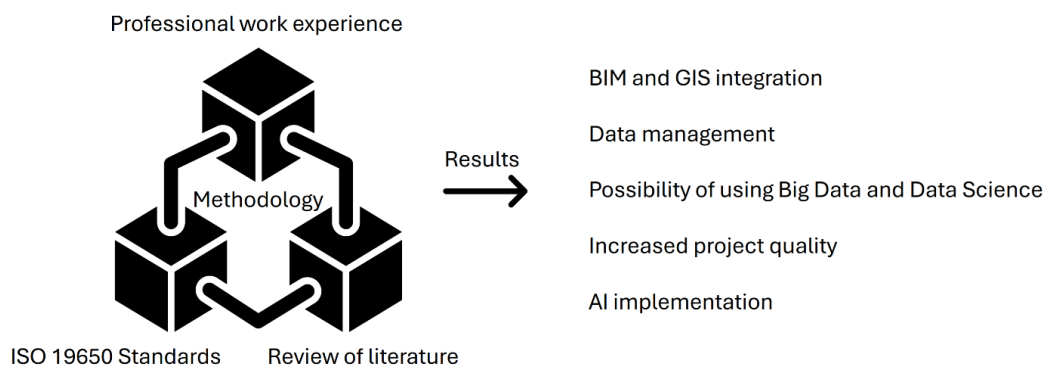 Professional work experience
Methodology
ISO 19650 Standards
Review of literature
Results
BIM and GIS integration
Data management
Possibility of using Big Data and Data Science
Increased project quality
AI implementation